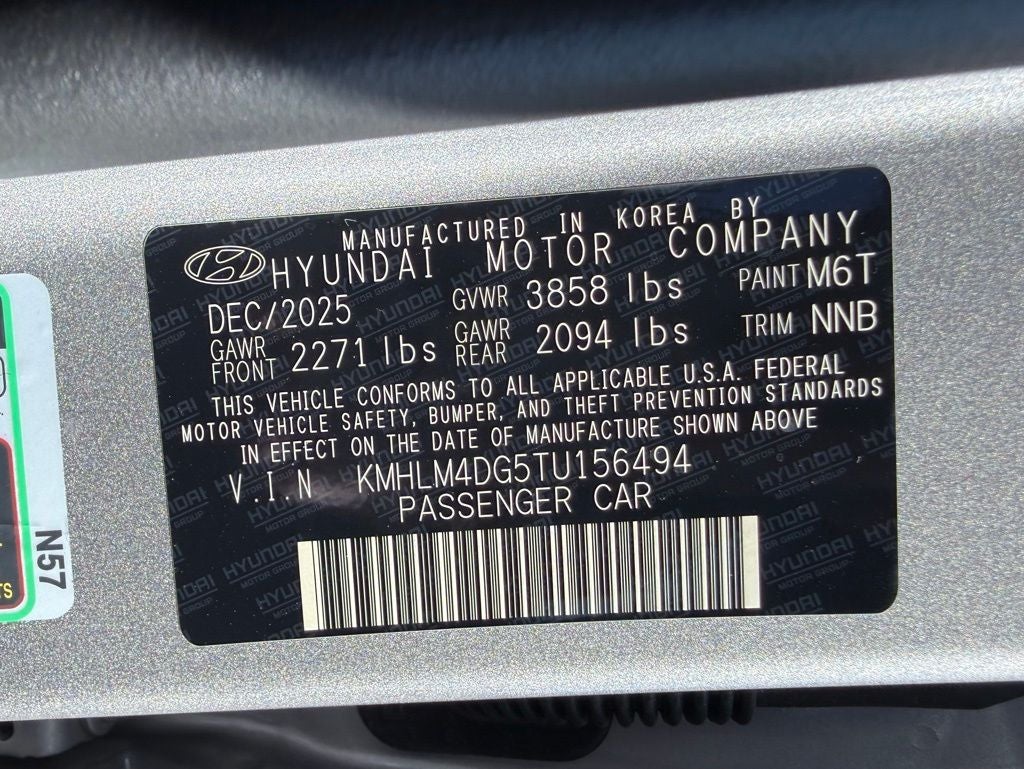 MANUFACTURED IN KOREA BY
HYUNDAI MOTOR COMPANY
DEC/2025 GVWR 3858 lbs PAINT M6T
GAWR FRONT 2271 lbs GAWR REAR 2094 lbs TRIM NNB
THIS VEHICLE CONFORMS TO ALL APPLICABLE U.S.A. FEDERAL
MOTOR VEHICLE SAFETY, BUMPER, AND THEFT PREVENTION STANDARDS
IN EFFECT ON THE DATE OF MANUFACTURE SHOWN ABOVE
V.I.N KMHLM4DG5TU156494
PASSENGER CAR
N57